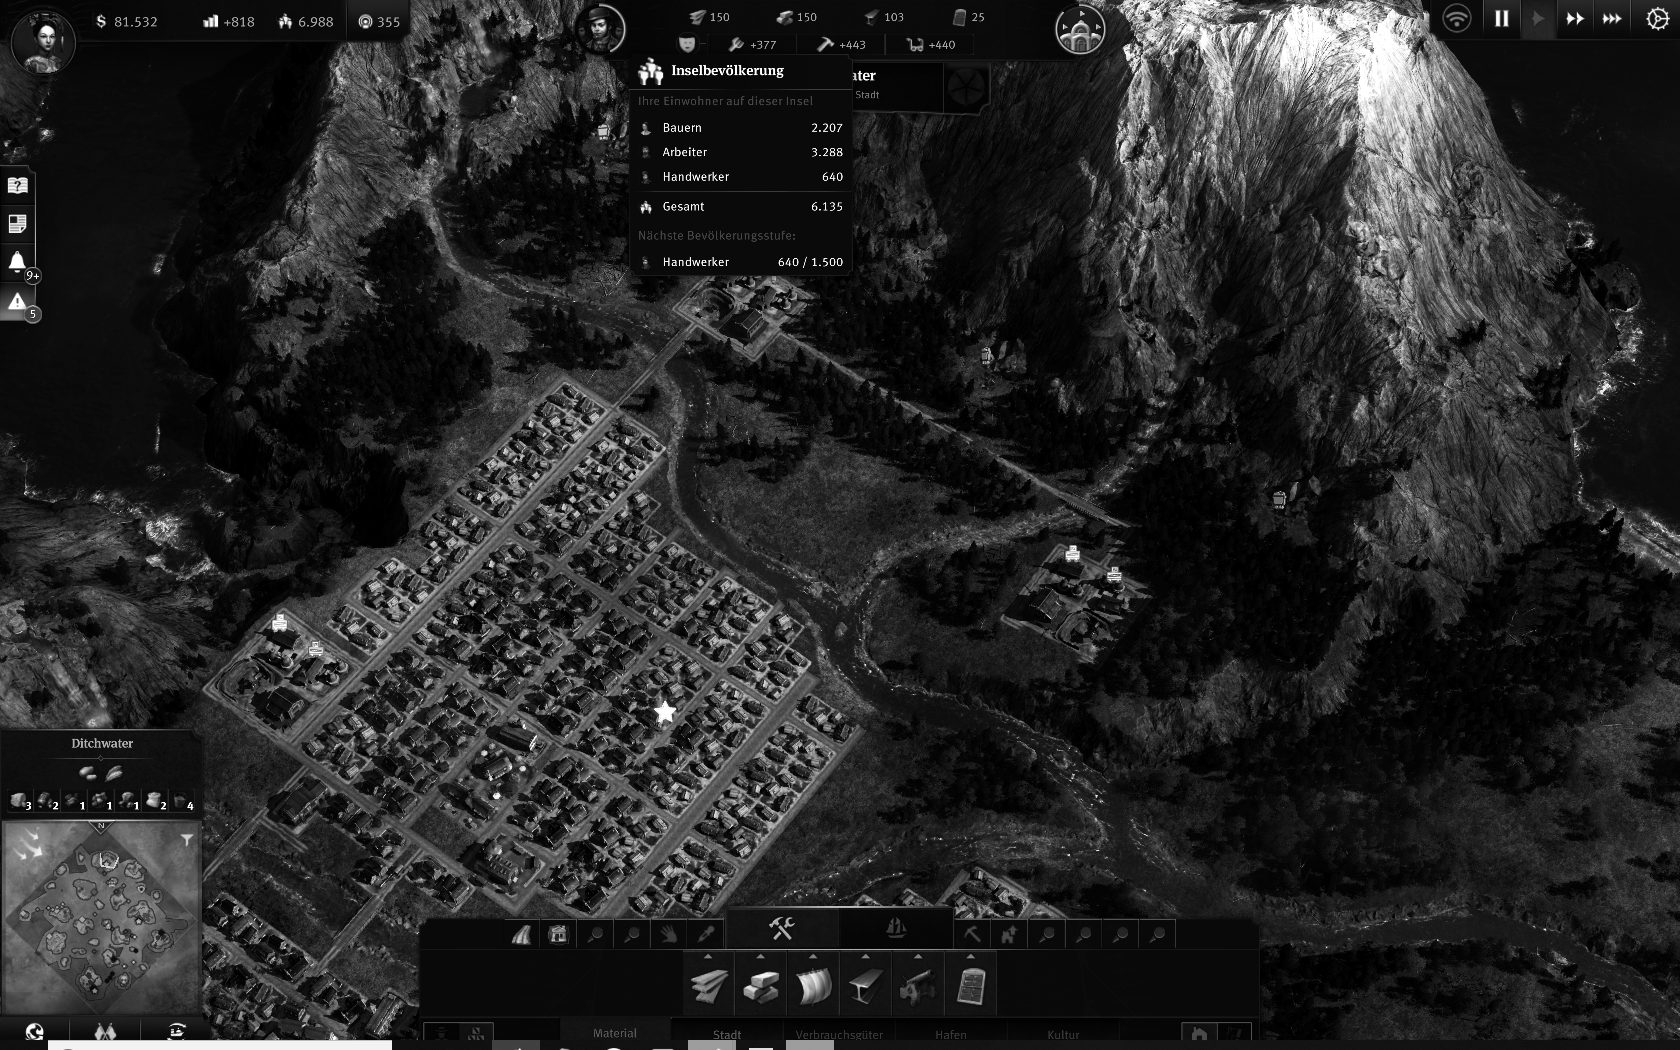 $ 81.532 +818 6.988 355
150 150 103 25
+377 +443 +440
Inselbevölkerung
Ihre Einwohner auf dieser Insel
Bauern 2.207
Arbeiter 3.288
Handwerker 640
Gesamt 6.135
Nächste Bevölkerungsstufe:
Handwerker 640 / 1.500
ater
Stadt
9+
5
Ditchwater
3 2 1 1 1 2 4
N
Material Stadt Verbrauchsgüter Hafen Kultur